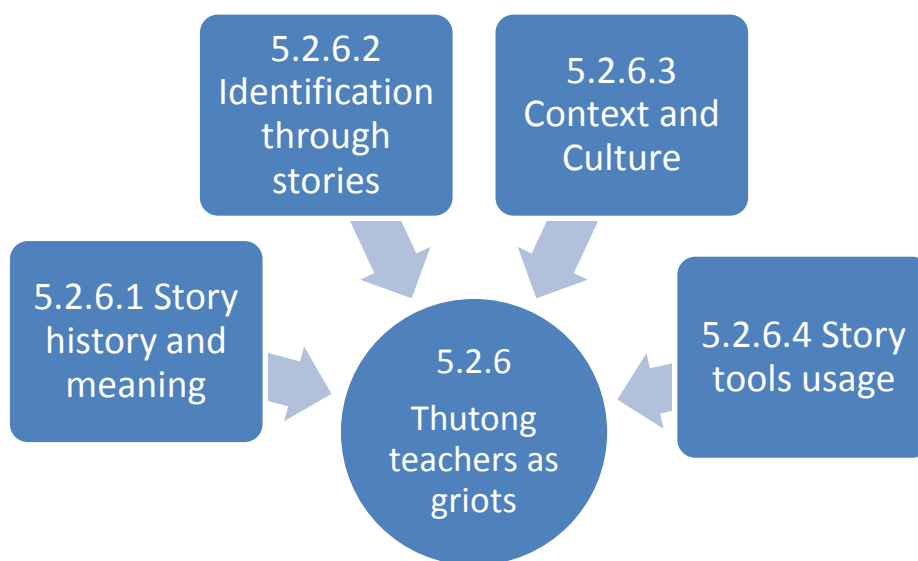 5.2.6.2
Identification
through
stories
5.2.6.3
Context and
Culture
5.2.6.1 Story
history and
meaning
5.2.6
Thutong
teachers as
griots
5.2.6.4 Story
tools usage